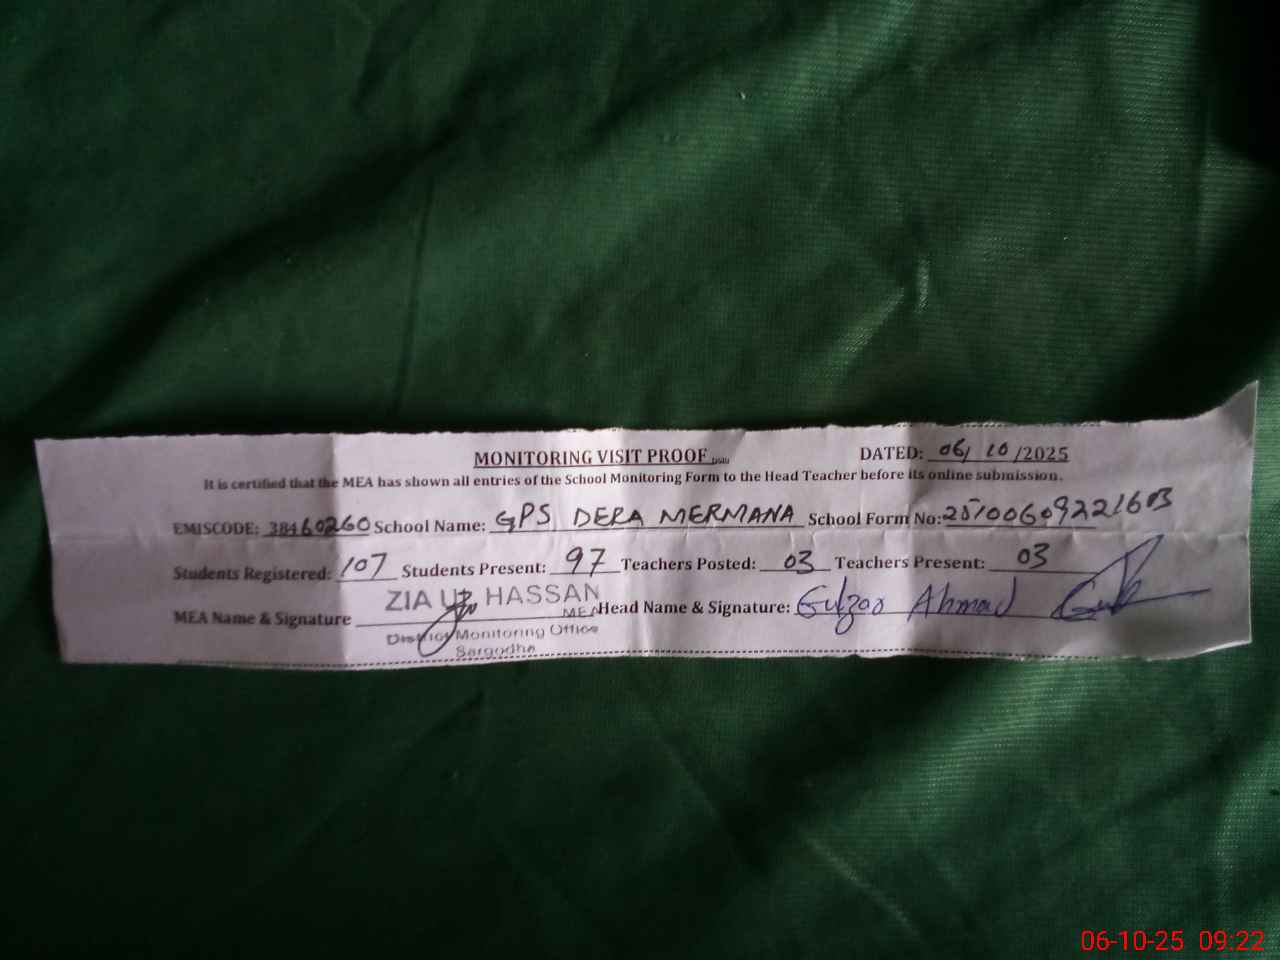 MONITORING VISIT PROOF DATED: 06/10/2025
It is certified that the MEA has shown all entries of the School Monitoring Form to the Head Teacher before its online submission.
EMISCODE: 38460260 School Name: GPS DERA MERMANA School Form No:
Students Registered: 107 Students Present: 97 Teachers Posted: 03 Teachers Present: 03
MEA Name & Signature ZIA UR HASSAN MEA Head Name & Signature: Gulzar Ahmad
District Monitoring Office
Sargodha
06-10-25 09:22